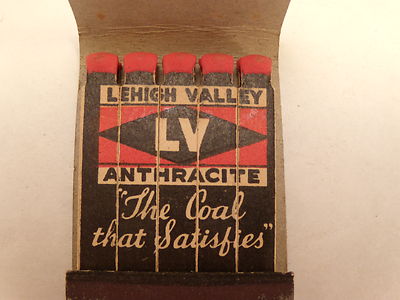 LEHIGH VALLEY
LV
ANTHRACITE
"The Coal
that Satisfies"